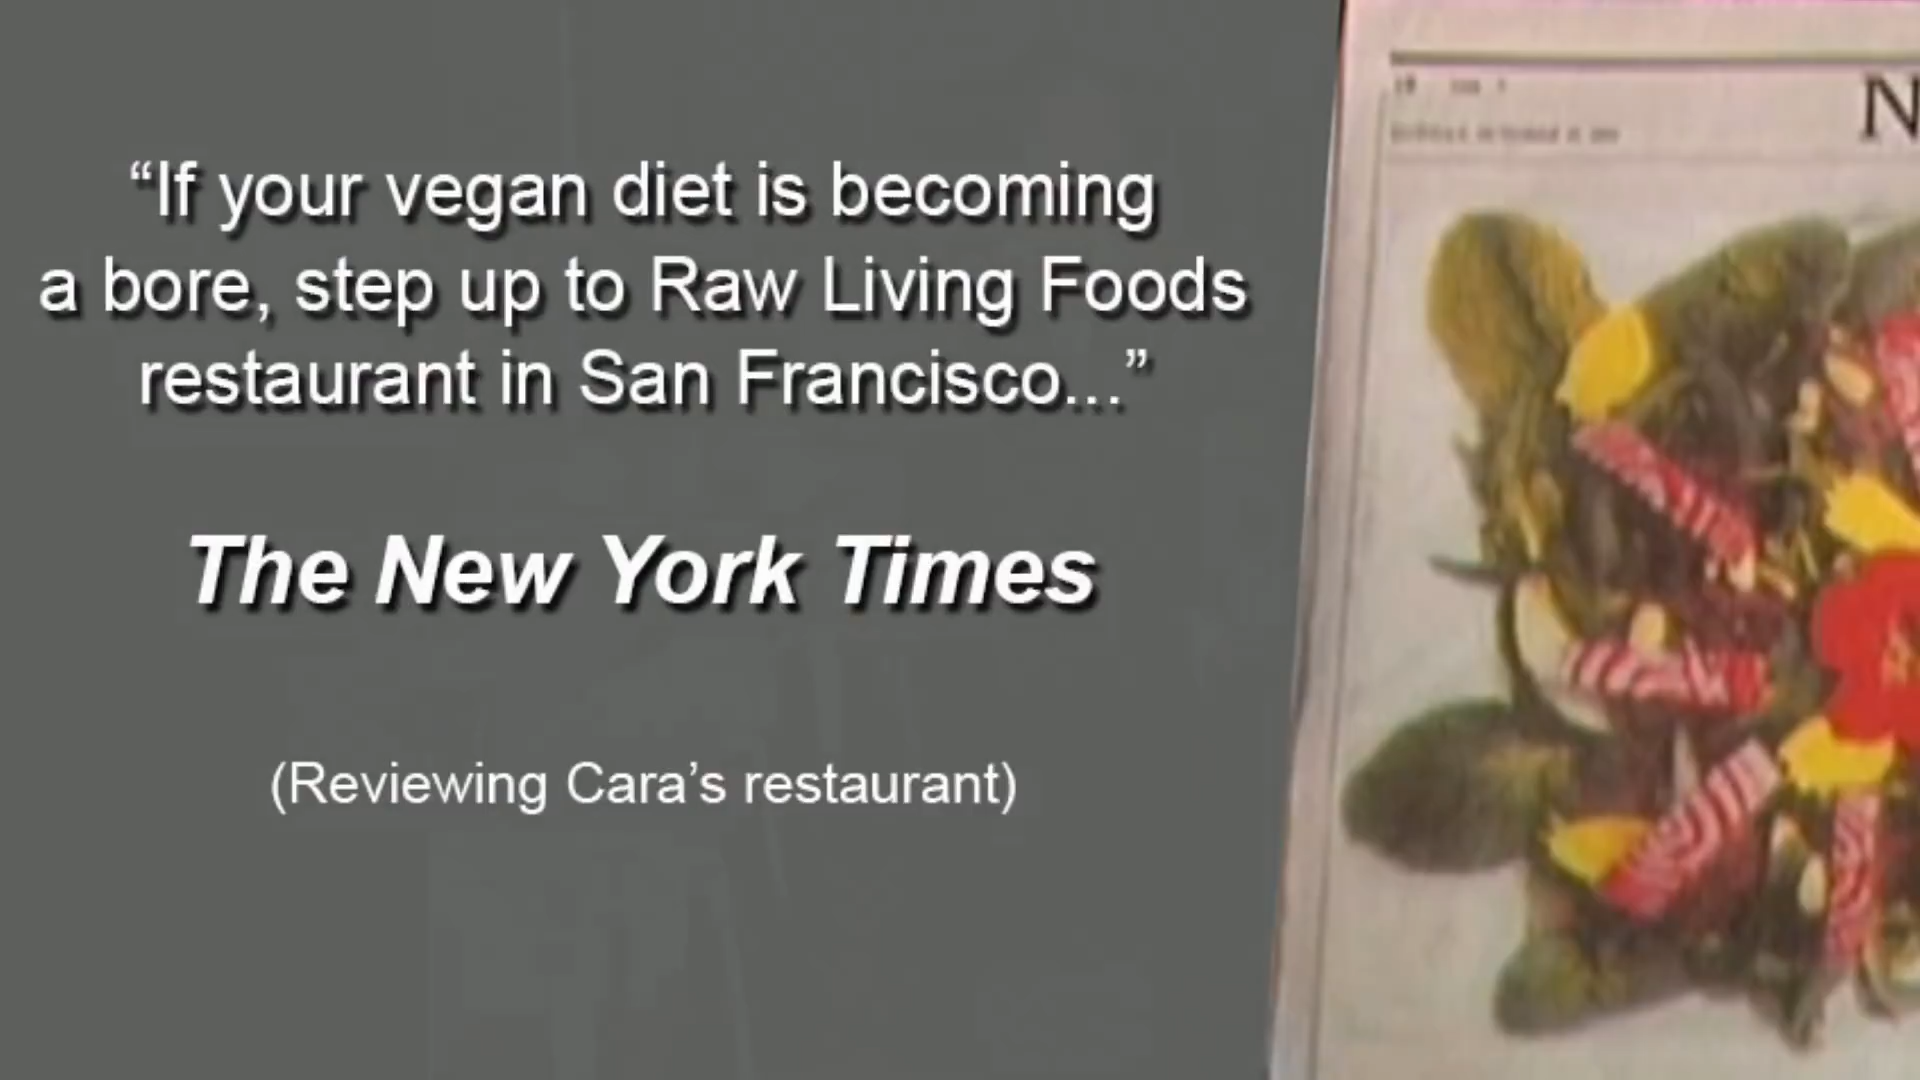 “If your vegan diet is becoming
a bore, step up to Raw Living Foods
restaurant in San Francisco...”
The New York Times
(Reviewing Cara’s restaurant)
N